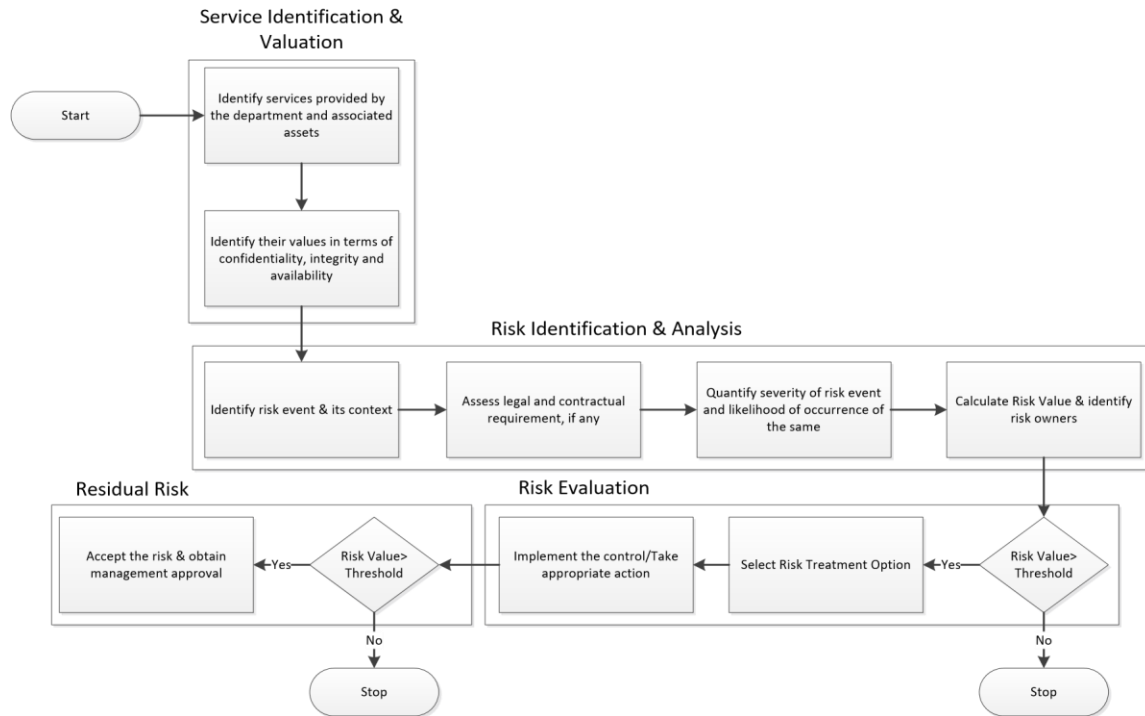 Service Identification &
Valuation
Start
Identify services provided by
the department and associated
assets
Identify their values in terms of
confidentiality, integrity and
availability
Risk Identification & Analysis
Identify risk event & its context
Assess legal and contractual
requirement, if any
Quantify severity of risk event
and likelihood of occurrence of
the same
Calculate Risk Value & identify
risk owners
Residual Risk
Risk Evaluation
Accept the risk & obtain
management approval
Yes
Risk Value>
Threshold
Implement the control/Take
appropriate action
Select Risk Treatment Option
Yes
Risk Value>
Threshold
No
No
Stop
Stop